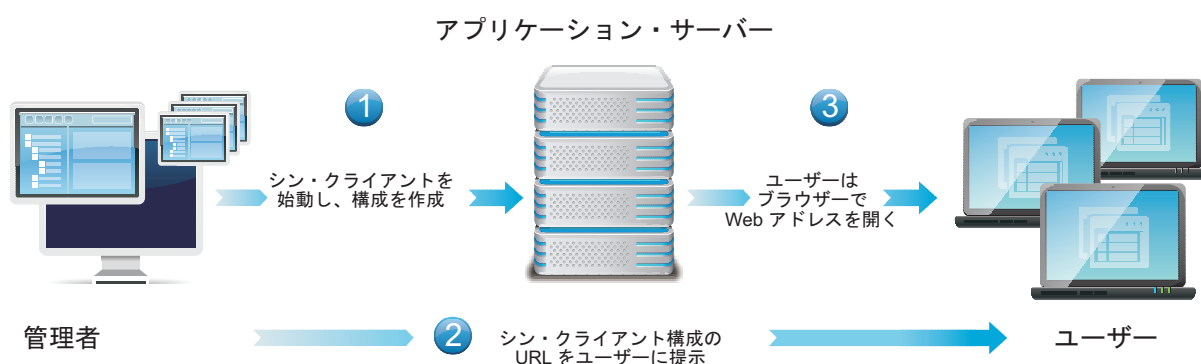 アプリケーション・サーバー
1
シン・クライアントを
始動し、構成を作成
3
ユーザーは
ブラウザーで
Web アドレスを開く
管理者
2
シン・クライアント構成の
URL をユーザーに提示
ユーザー